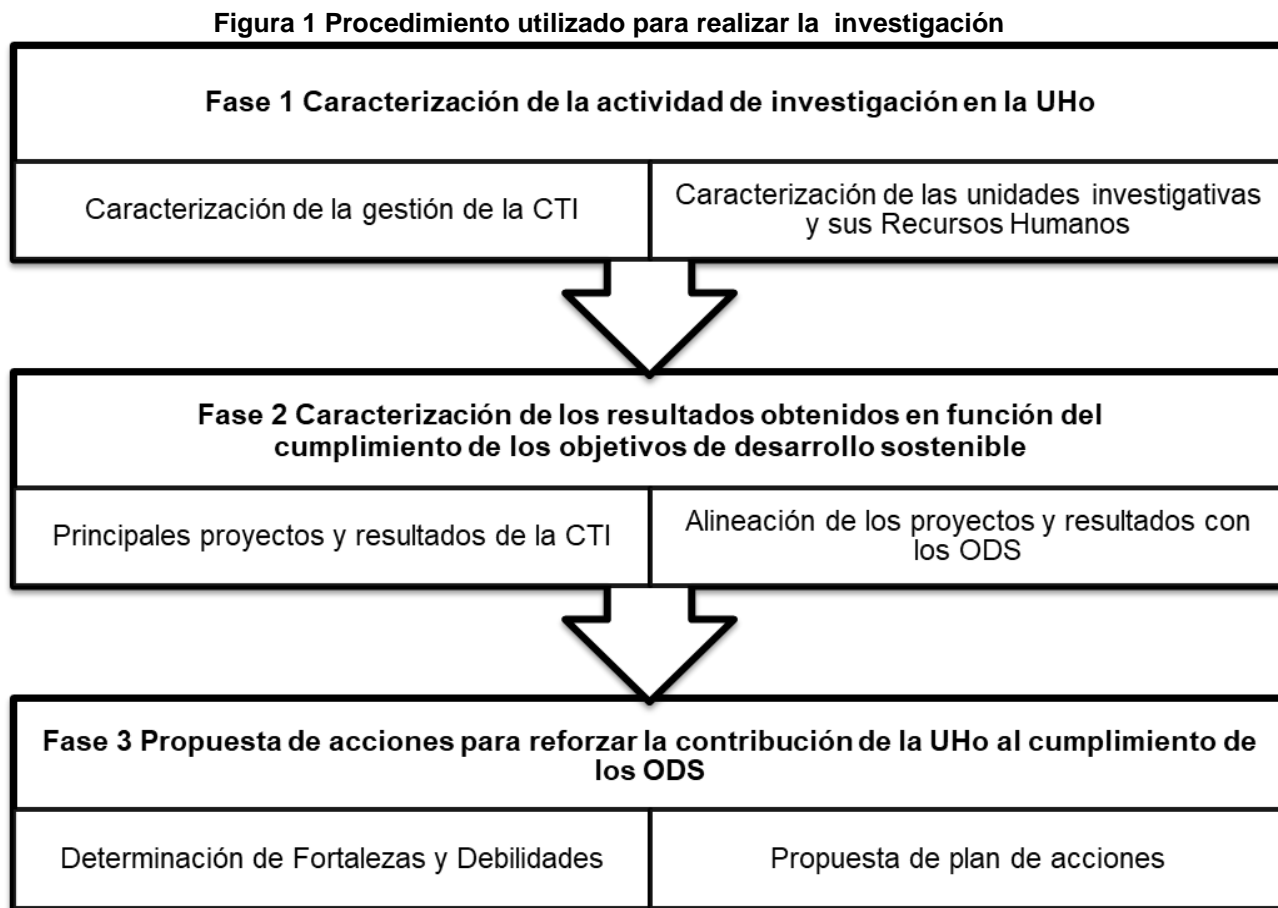 Figura 1 Procedimiento utilizado para realizar la investigación
Fase 1 Caracterización de la actividad de investigación en la UHo
Caracterización de la gestión de la CTI
Caracterización de las unidades investigativas
y sus Recursos Humanos
Fase 2 Caracterización de los resultados obtenidos en función del
cumplimiento de los objetivos de desarrollo sostenible
Principales proyectos y resultados de la CTI
Alineación de los proyectos y resultados con
los ODS
Fase 3 Propuesta de acciones para reforzar la contribución de la UHo al cumplimiento de
los ODS
Determinación de Fortalezas y Debilidades
Propuesta de plan de acciones